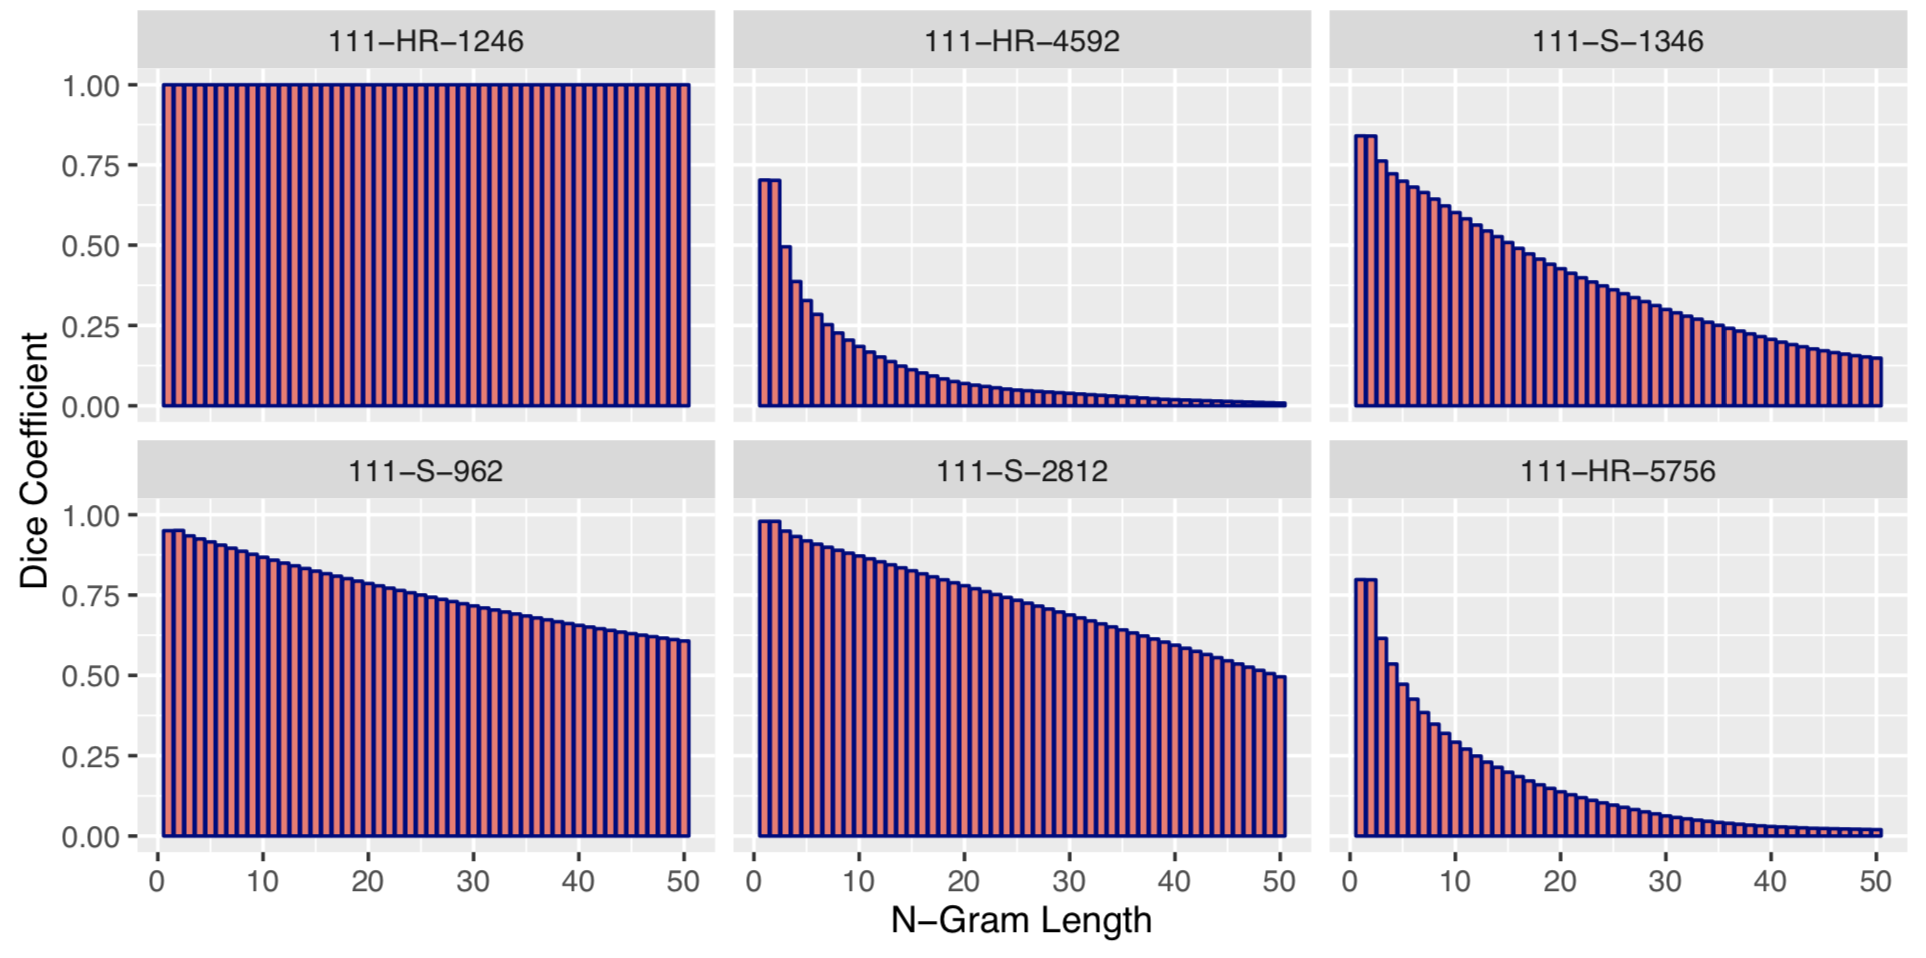 111−HR−1246
111−HR−4592
111−S−1346
1.00
0.75
0.50
0.25
0.00
111−S−962
111−S−2812
111−HR−5756
1.00
0.75
0.50
0.25
0.00
0 10 20 30 40 50
0 10 20 30 40 50
0 10 20 30 40 50
N−Gram Length
Dice Coefficient